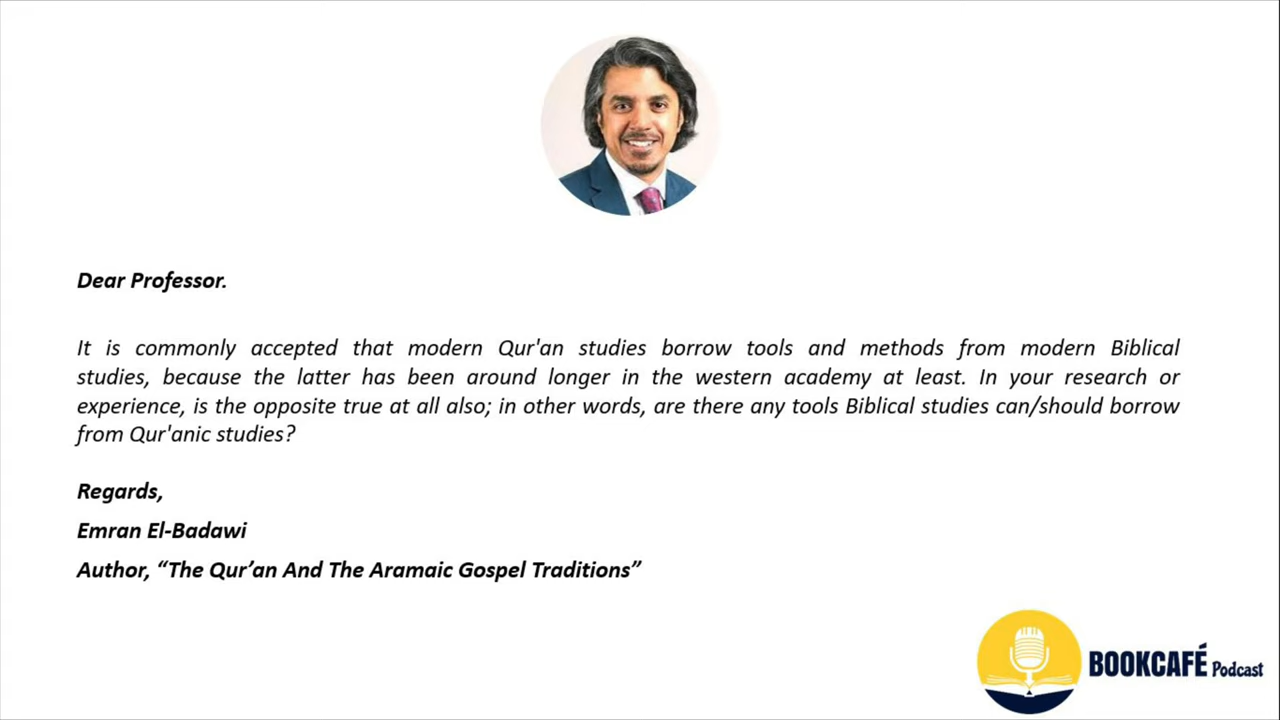 Dear Professor.
It is commonly accepted that modern Qur'an studies borrow tools and methods from modern Biblical
studies, because the latter has been around longer in the western academy at least. In your research or
experience, is the opposite true at all also; in other words, are there any tools Biblical studies can/should borrow
from Qur'anic studies?
Regards,
Emran El-Badawi
Author, “The Qur’an And The Aramaic Gospel Traditions”
BOOKCAFÉ Podcast